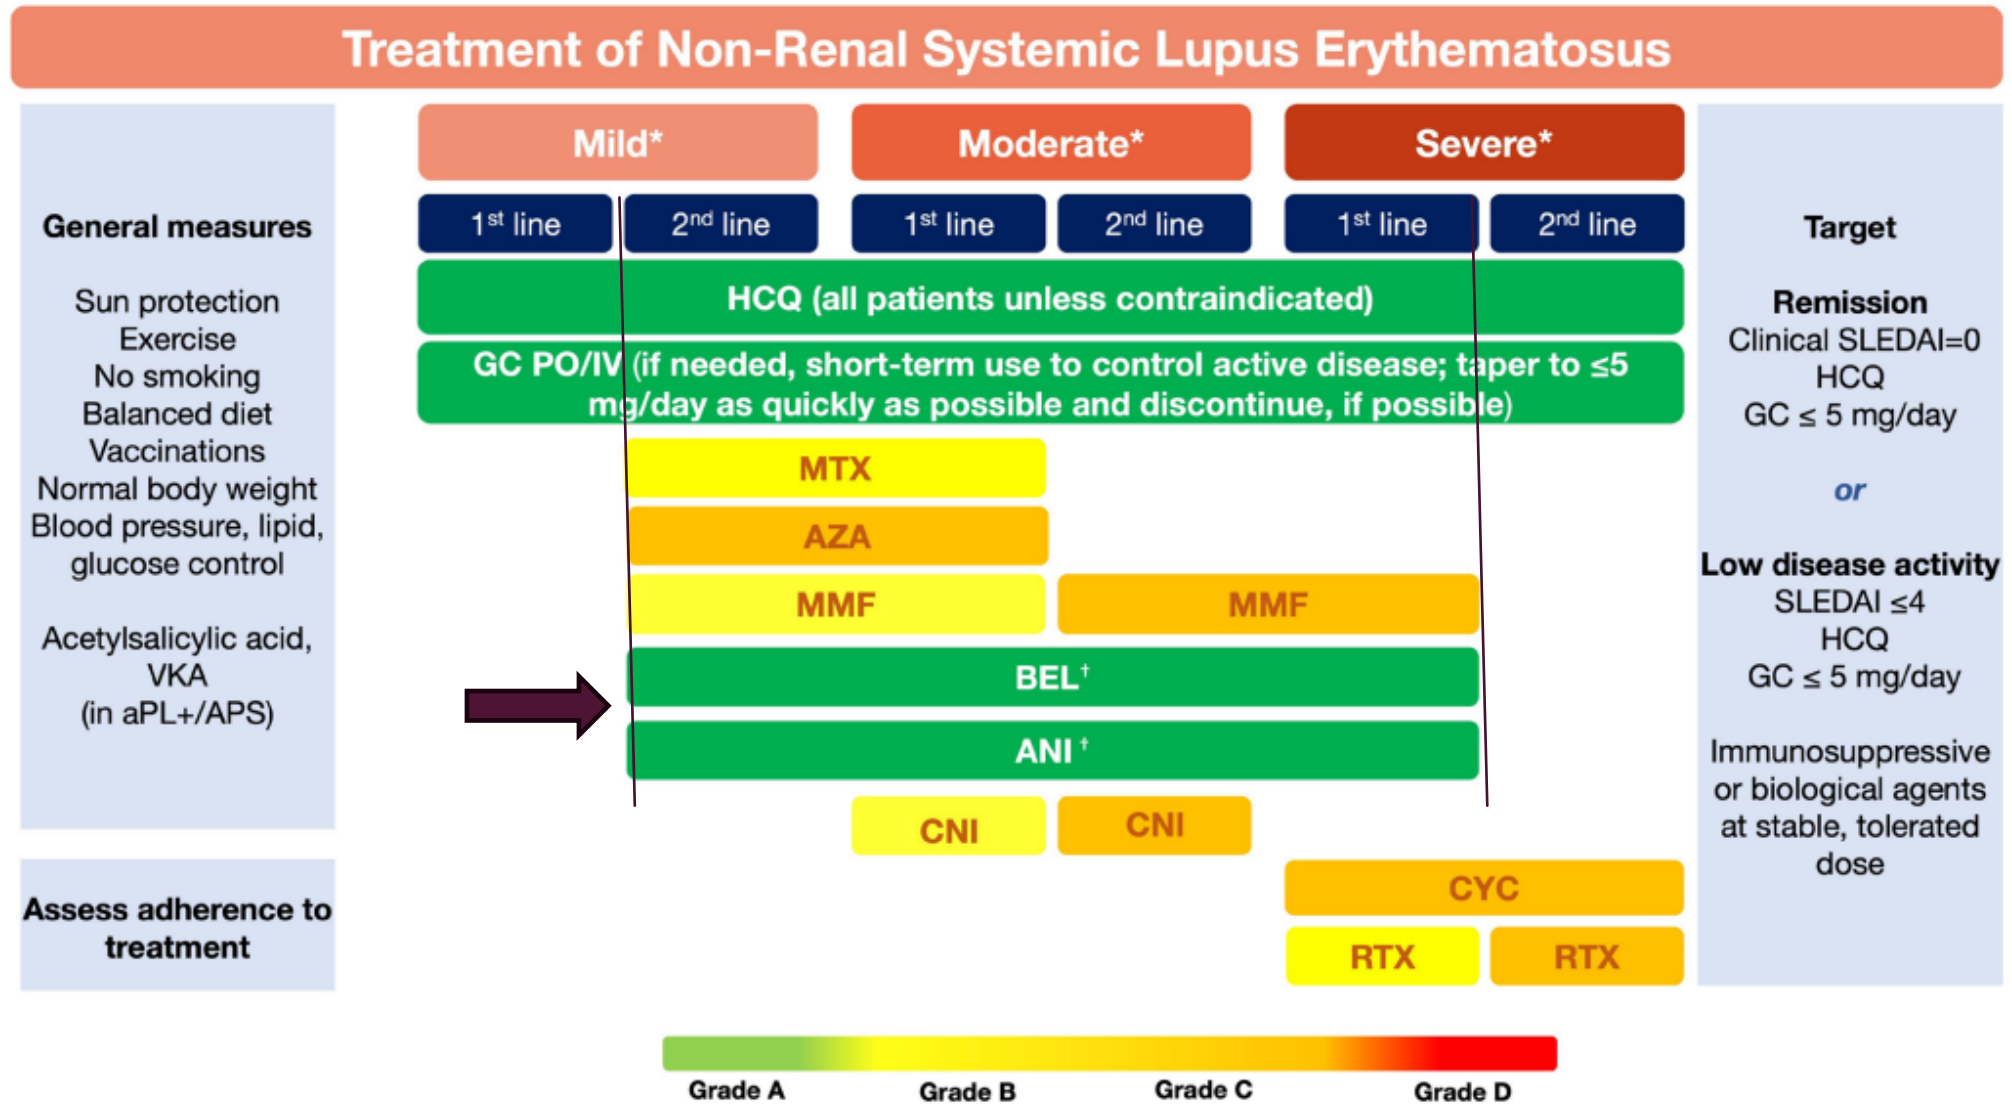 Treatment of Non-Renal Systemic Lupus Erythematosus
General measures
Sun protection
Exercise
No smoking
Balanced diet
Vaccinations
Normal body weight
Blood pressure, lipid,
glucose control
Acetylsalicylic acid,
VKA
(in aPL+/APS)
Assess adherence to
treatment
Mild*
Moderate*
Severe*
1st line
2nd line
1st line
2nd line
1st line
2nd line
HCQ (all patients unless contraindicated)
GC PO/IV (if needed, short-term use to control active disease; taper to ≤5
mg/day as quickly as possible and discontinue, if possible)
MTX
AZA
MMF
MMF
BEL†
ANI †
CNI
CNI
CYC
RTX
RTX
Target
Remission
Clinical SLEDAI=0
HCQ
GC ≤ 5 mg/day
or
Low disease activity
SLEDAI ≤4
HCQ
GC ≤ 5 mg/day
Immunosuppressive
or biological agents
at stable, tolerated
dose
Grade A
Grade B
Grade C
Grade D